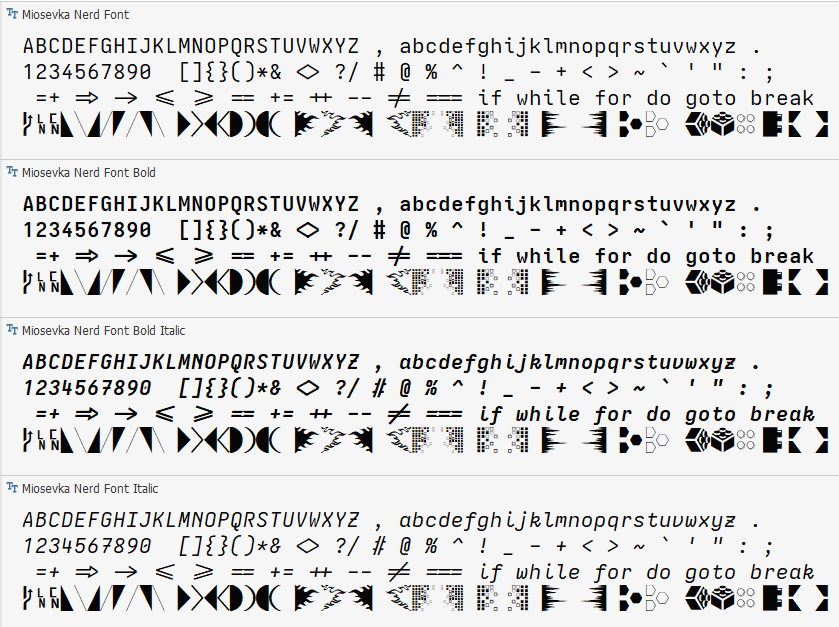 Miosevka Nerd Font
ABCDEFGHIJKLMNOPQRSTUVWXYZ , abcdefghijklmnopqrstuvwxyz .
1234567890 []{}()*& <> ?/ # @ % ^ ! _ - + < > ~ ` ' " : ;
=+ => -> <= >= == += ++ -- != === if while for do goto break
Miosevka Nerd Font Bold
ABCDEFGHIJKLMNOPQRSTUVWXYZ , abcdefghijklmnopqrstuvwxyz .
1234567890 []{}()*& <> ?/ # @ % ^ ! _ - + < > ~ ` ' " : ;
=+ => -> <= >= == += ++ -- != === if while for do goto break
Miosevka Nerd Font Bold Italic
ABCDEFGHIJKLMNOPQRSTUVWXYZ , abcdefghijklmnopqrstuvwxyz .
1234567890 []{}()*& <> ?/ # @ % ^ ! _ - + < > ~ ` ' " : ;
=+ => -> <= >= == += ++ -- != === if while for do goto break
Miosevka Nerd Font Italic
ABCDEFGHIJKLMNOPQRSTUVWXYZ , abcdefghijklmnopqrstuvwxyz .
1234567890 []{}()*& <> ?/ # @ % ^ ! _ - + < > ~ ` ' " : ;
=+ => -> <= >= == += ++ -- != === if while for do goto break